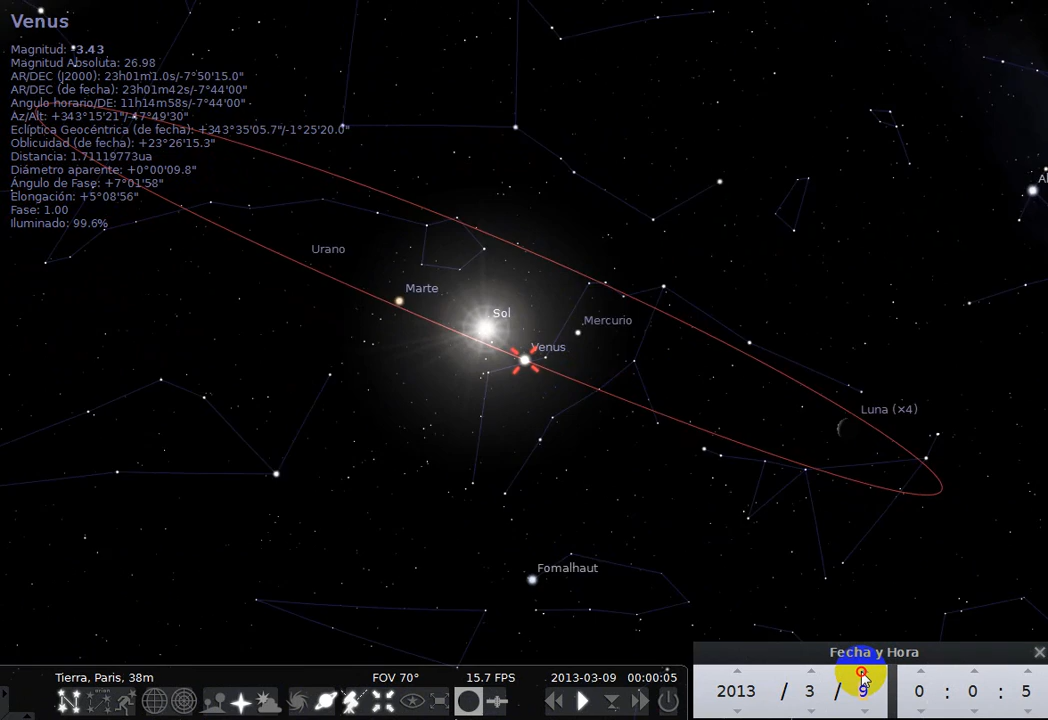 Venus
Magnitud: -3.43
Magnitud Absoluta: 26.98
AR/DEC (J2000): 23h01m1.0s/-7°50'15.0"
AR/DEC (de fecha): 23h01m42s/-7°44'00"
Angulo horario/DE: 11h14m58s/-7°44'00"
Az/Alt: +343°15'21"/-47°49'30"
Eclíptica Geocéntrica (de fecha): +343°35'05.7"/-1°25'20.0"
Oblicuidad (de fecha): +23°26'15.3"
Distancia: 1.71119773ua
Diámetro aparente: +0°00'09.8"
Ángulo de Fase: +7°01'58"
Elongación: +5°08'56"
Fase: 1.00
Iluminado: 99.6%
Urano
Marte
Sol
Mercurio
Venus
Luna (×4)
Al
Fomalhaut
Fecha y Hora
Tierra, Paris, 38m
FOV 70°
15.7 FPS
2013-03-09
00:00:05
2013 / 3 / 9
0 : 0 : 5